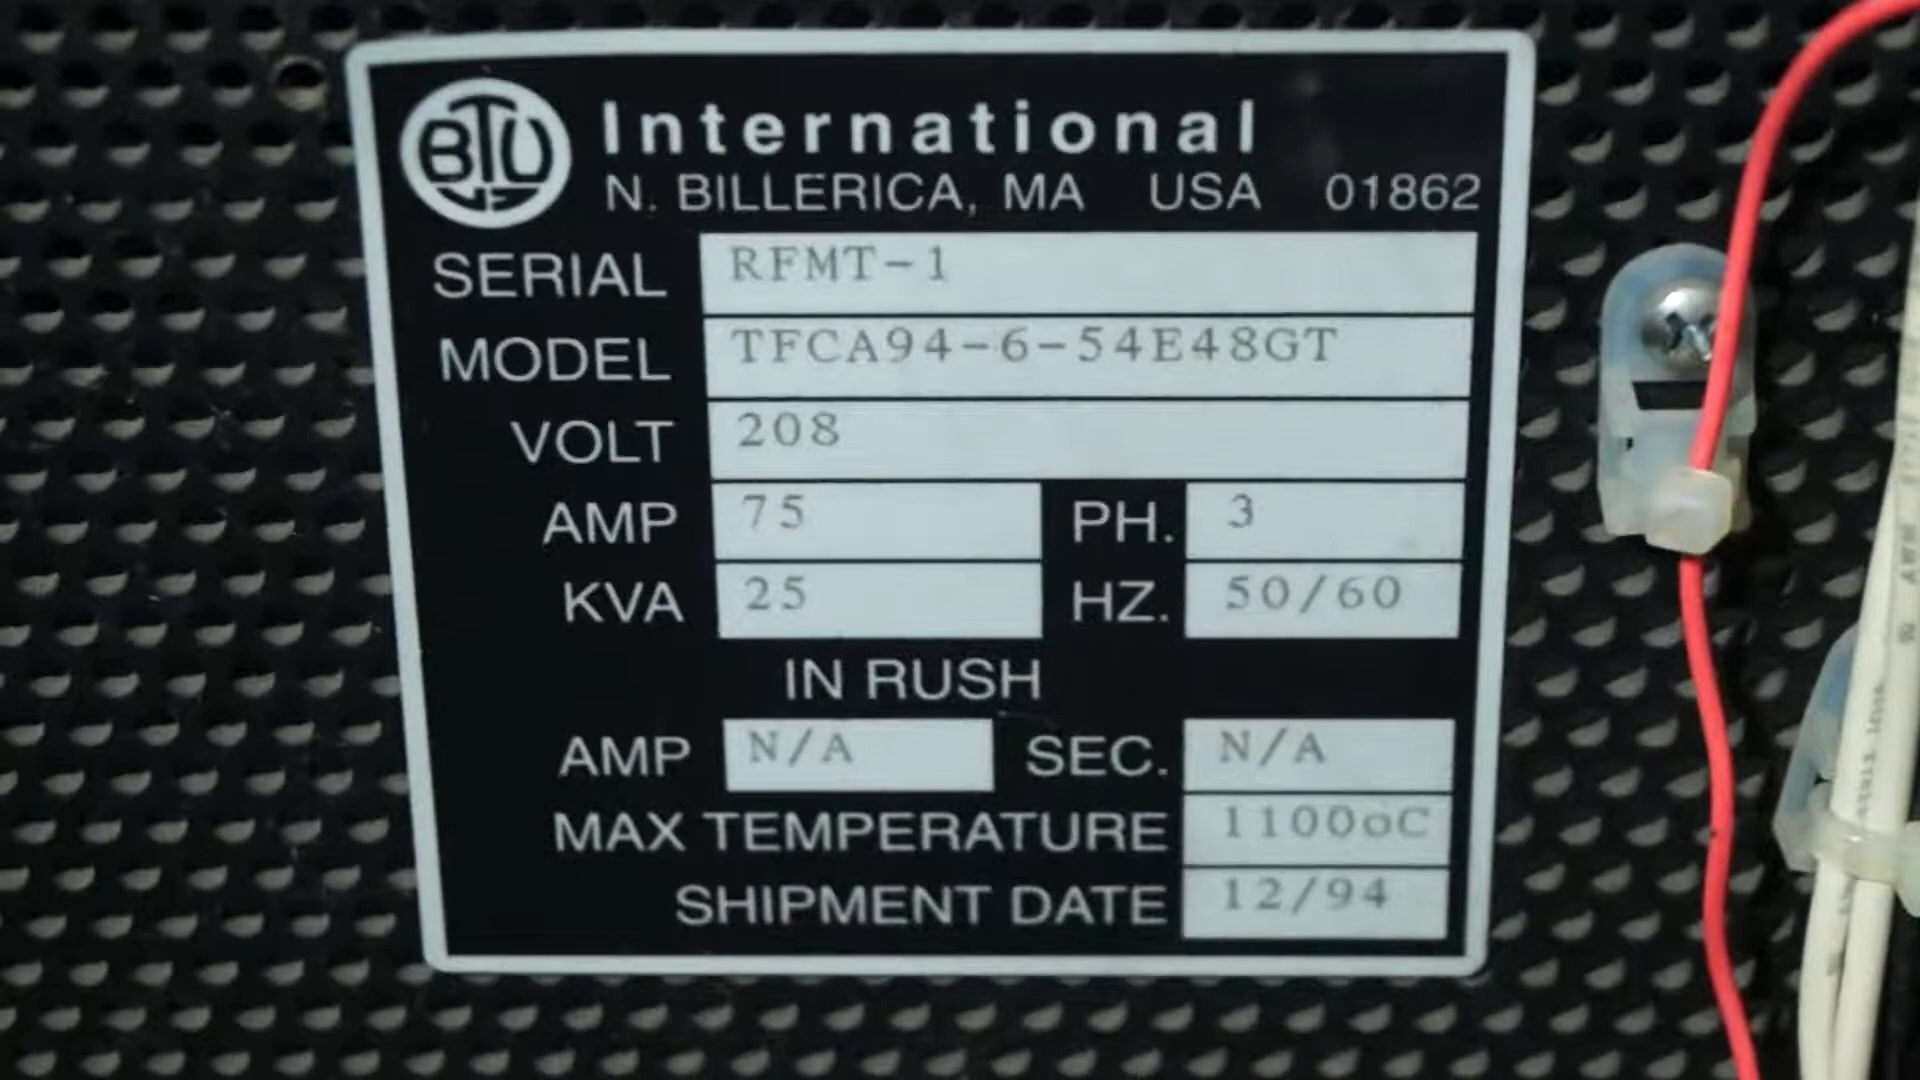 BTU International
N. BILLERICA, MA USA 01862
SERIAL RFMT-1
MODEL TFCA94-6-54E48GT
VOLT 208
AMP 75 PH. 3
KVA 25 HZ. 50/60
IN RUSH
AMP N/A SEC. N/A
MAX TEMPERATURE 1100oC
SHIPMENT DATE 12/94